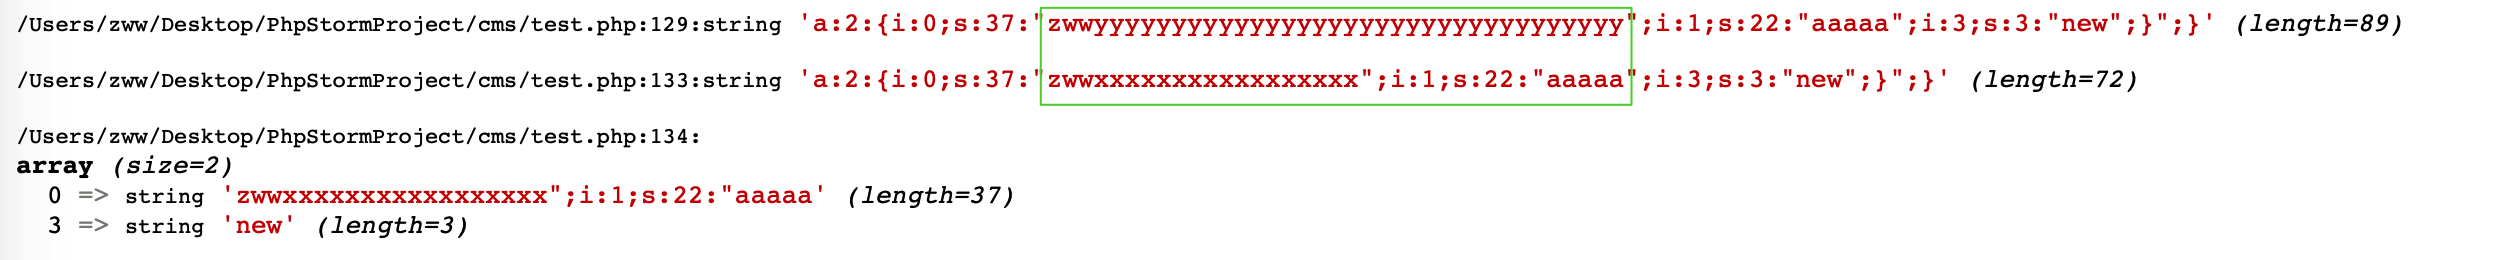 /Users/zww/Desktop/PhpStormProject/cms/test.php:129:string 'a:2:{i:0;s:37:"zwwyyyyyyyyyyyyyyyyyyyyyyyyyyyyyyyyyy";i:1;s:22:"aaaaa";i:3;s:3:"new";}";}' (length=89)
/Users/zww/Desktop/PhpStormProject/cms/test.php:133:string 'a:2:{i:0;s:37:"zwwxxxxxxxxxxxxxxxxx";i:1;s:22:"aaaaa";i:3;s:3:"new";}";}' (length=72)
/Users/zww/Desktop/PhpStormProject/cms/test.php:134:
array (size=2)
0 => string 'zwwxxxxxxxxxxxxxxxxx";i:1;s:22:"aaaaa' (length=37)
3 => string 'new' (length=3)